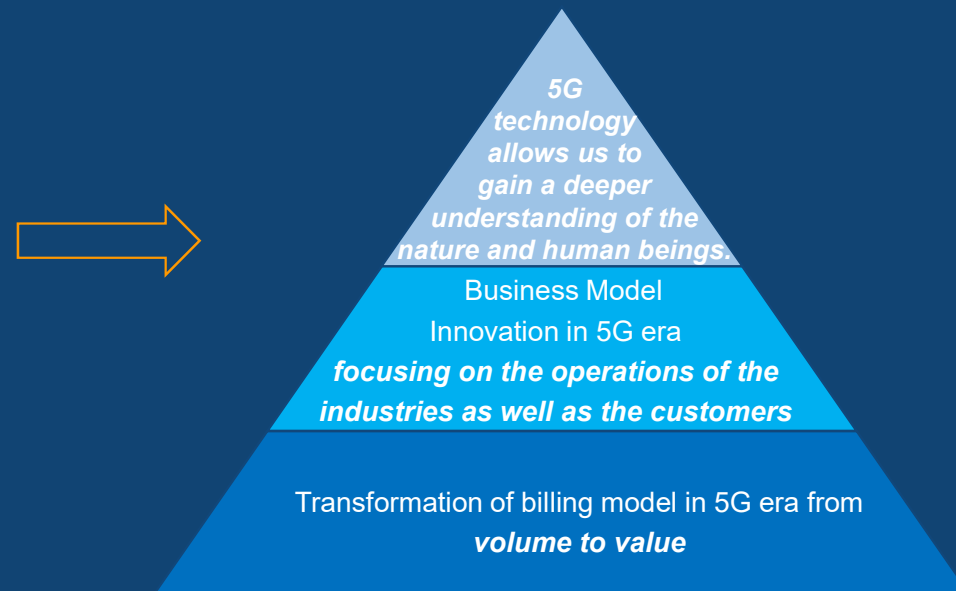 5G
technology
allows us to
gain a deeper
understanding of the
nature and human beings.
Business Model
Innovation in 5G era
focusing on the operations of the
industries as well as the customers
Transformation of billing model in 5G era from
volume to value